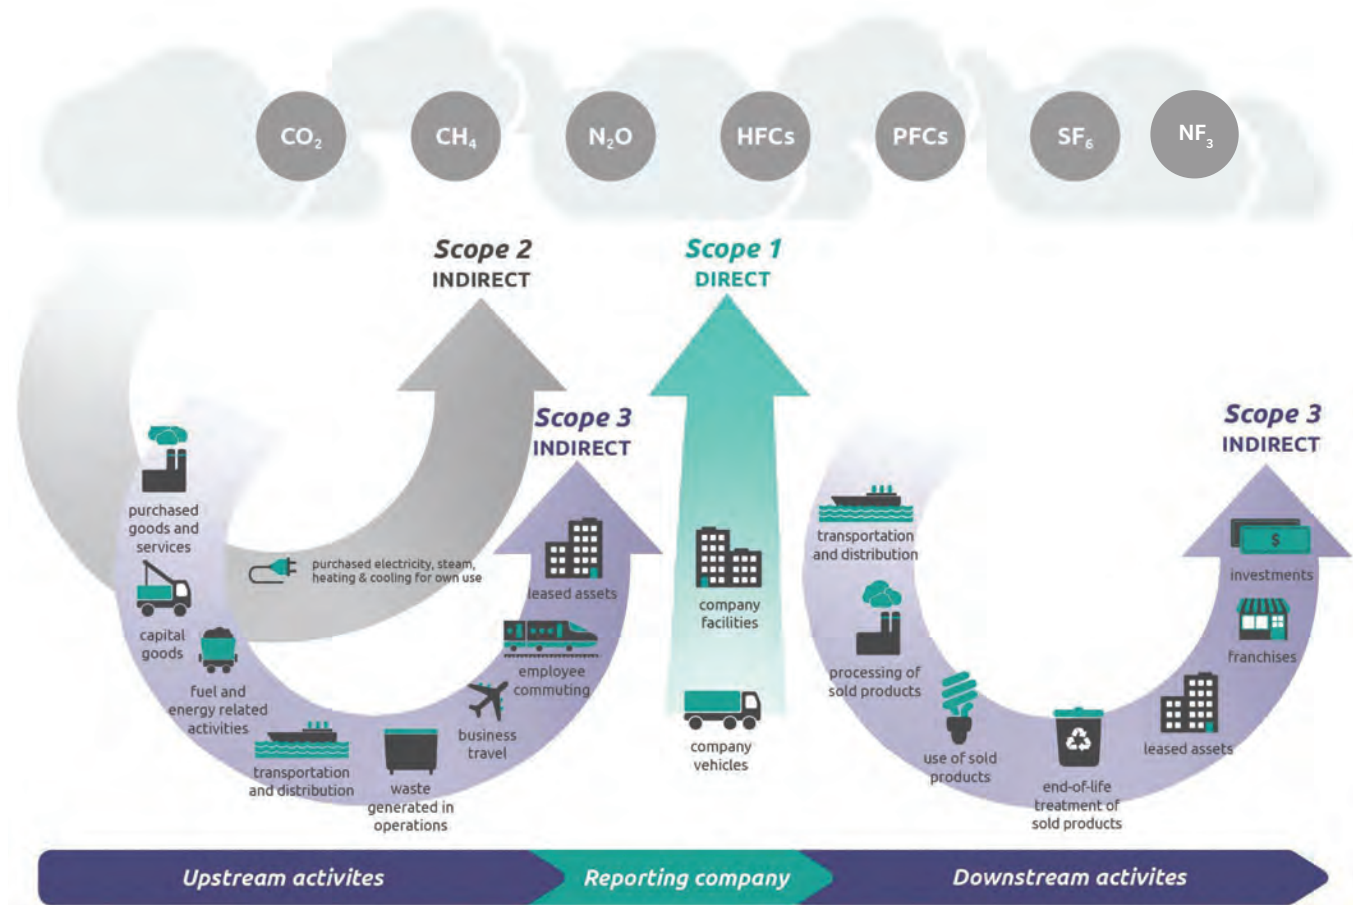 CO₂
CH₄
N₂O
HFCs
PFCs
SF₆
NF₃
Scope 2
INDIRECT
Scope 1
DIRECT
Scope 3
INDIRECT
Scope 3
INDIRECT
purchased
goods and
services
capital
goods
fuel and
energy related
activities
purchased electricity, steam,
heating & cooling for own use
transportation
and distribution
waste
generated in
operations
business
travel
employee
commuting
leased assets
company
facilities
company
vehicles
transportation
and distribution
processing of
sold products
use of sold
products
end-of-life
treatment of
sold products
leased assets
franchises
$
investments
Upstream activites
Reporting company
Downstream activites